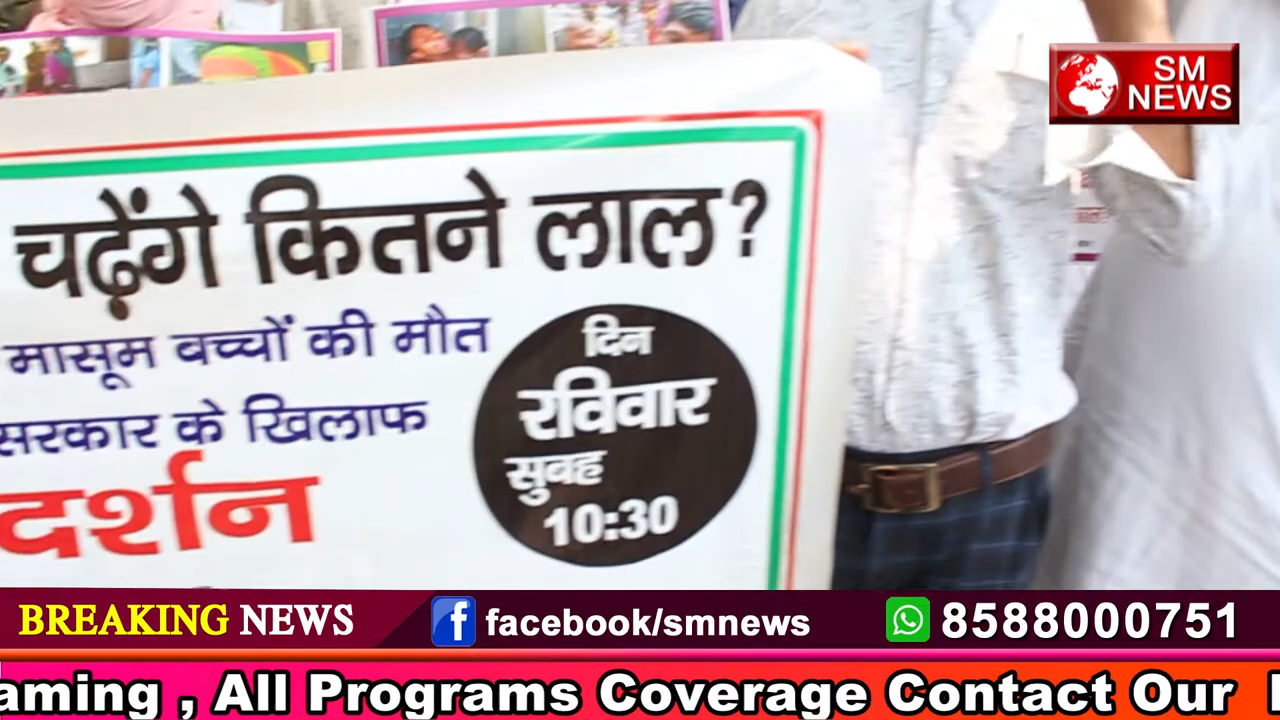 SM
NEWS
चढ़ेंगे कितने लाल?
मासूम बच्चों की मौत
सरकार के खिलाफ
दर्शन
दिन
रविवार
सुवह
10:30
BREAKING NEWS
facebook/smnews
8588000751
aming , All Programs Coverage Contact Our